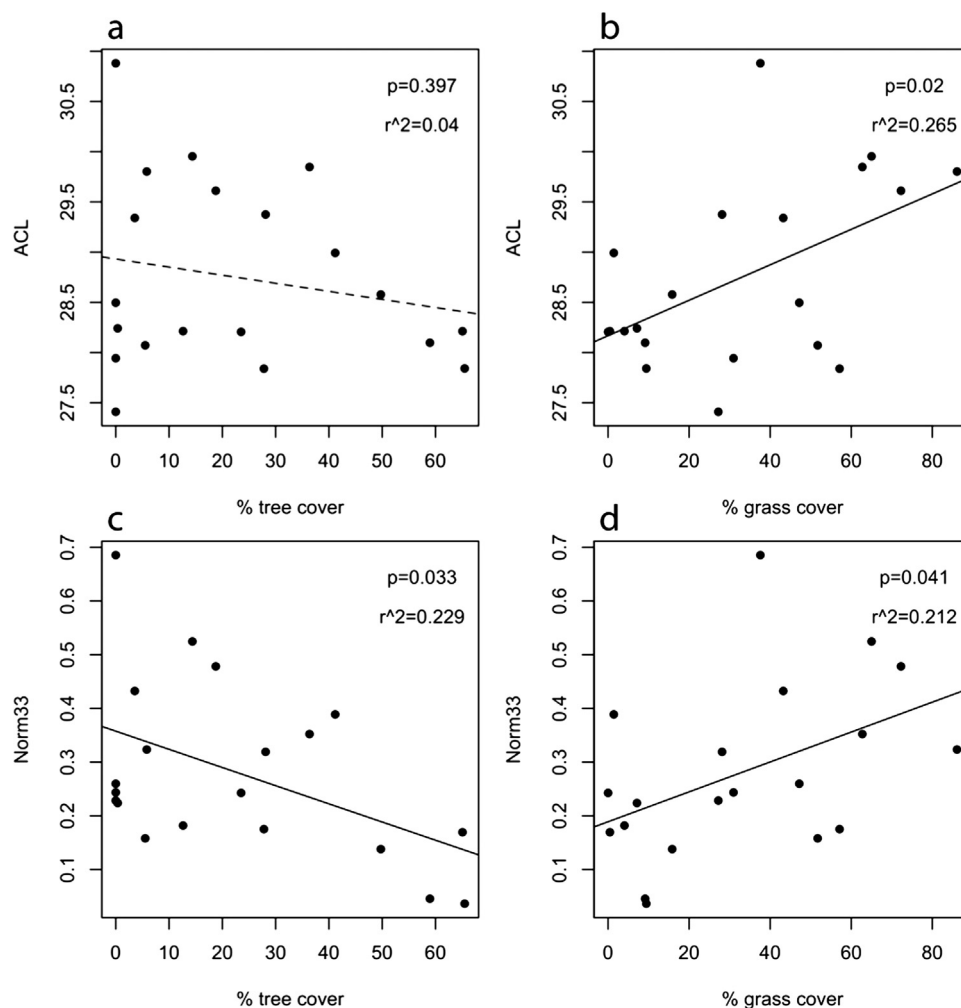 a
p=0.397
r^2=0.04
ACL
30.5
29.5
28.5
27.5
0 10 20 30 40 50 60
% tree cover
b
p=0.02
r^2=0.265
ACL
30.5
29.5
28.5
27.5
0 20 40 60 80
% grass cover
c
p=0.033
r^2=0.229
Norm33
0.7
0.6
0.5
0.4
0.3
0.2
0.1
0 10 20 30 40 50 60
% tree cover
d
p=0.041
r^2=0.212
Norm33
0.7
0.6
0.5
0.4
0.3
0.2
0.1
0 20 40 60 80
% grass cover